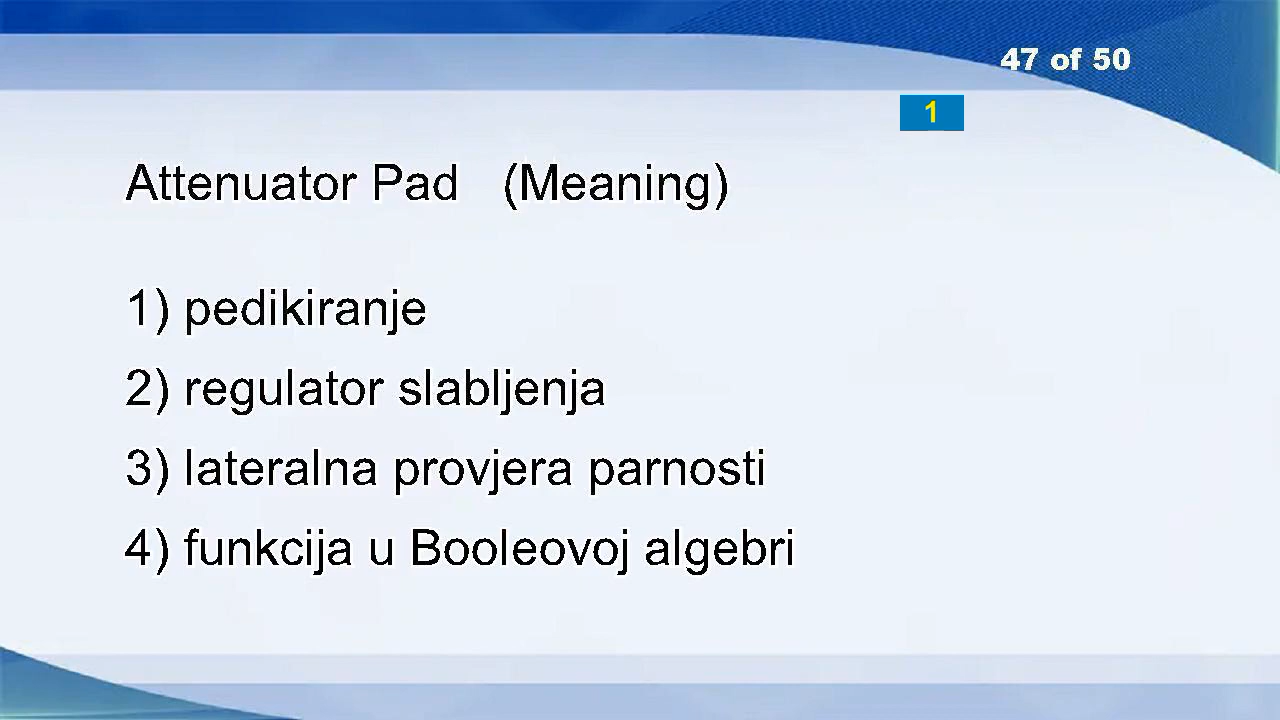 47 of 50
1
Attenuator Pad (Meaning)
1) pedikiranje
2) regulator slabljenja
3) lateralna provjera parnosti
4) funkcija u Booleovoj algebri